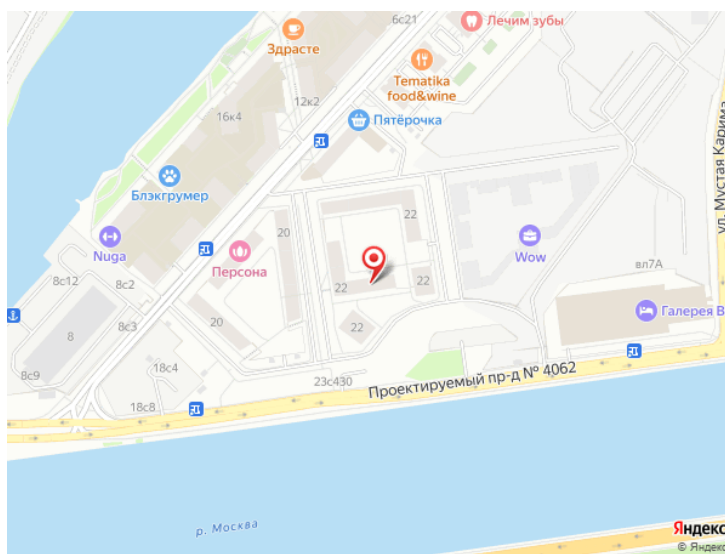 6с21
Лечим зубы
Здрасте
Tematika
food&wine
12к2
16к4
Пятёрочка
ул. Мустая Карима
Блэкгрумер
22
20
Nuga
Персона
Wow
вл7А
8с12
8с2
22
22
Галерея В
8с3
20
22
8
18с4
8с9
23с430
Проектируемый пр-д № 4062
18с8
р. Москва
Яндекс
© Яндекс